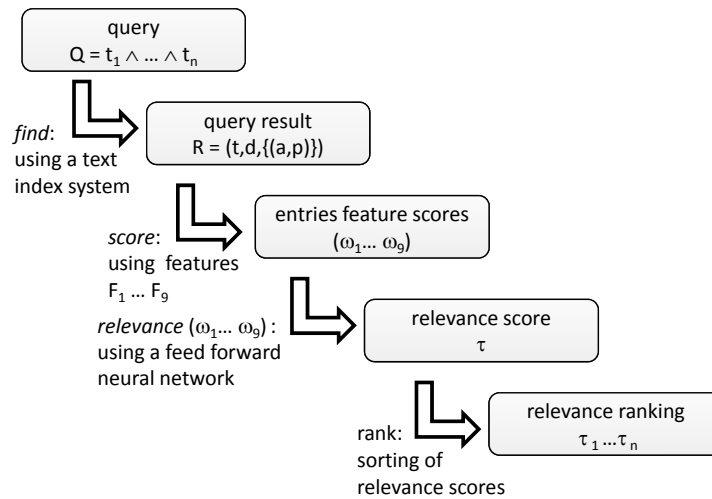 query
Q = t₁ ∧ … ∧ tₙ
find:
using a text
index system
query result
R = (t,d,{(a,p)})
score:
using features
F₁ … F₉
entries feature scores
(ω₁… ω₉)
relevance (ω₁… ω₉) :
using a feed forward
neural network
relevance score
τ
rank:
sorting of
relevance scores
relevance ranking
τ₁ …τₙ